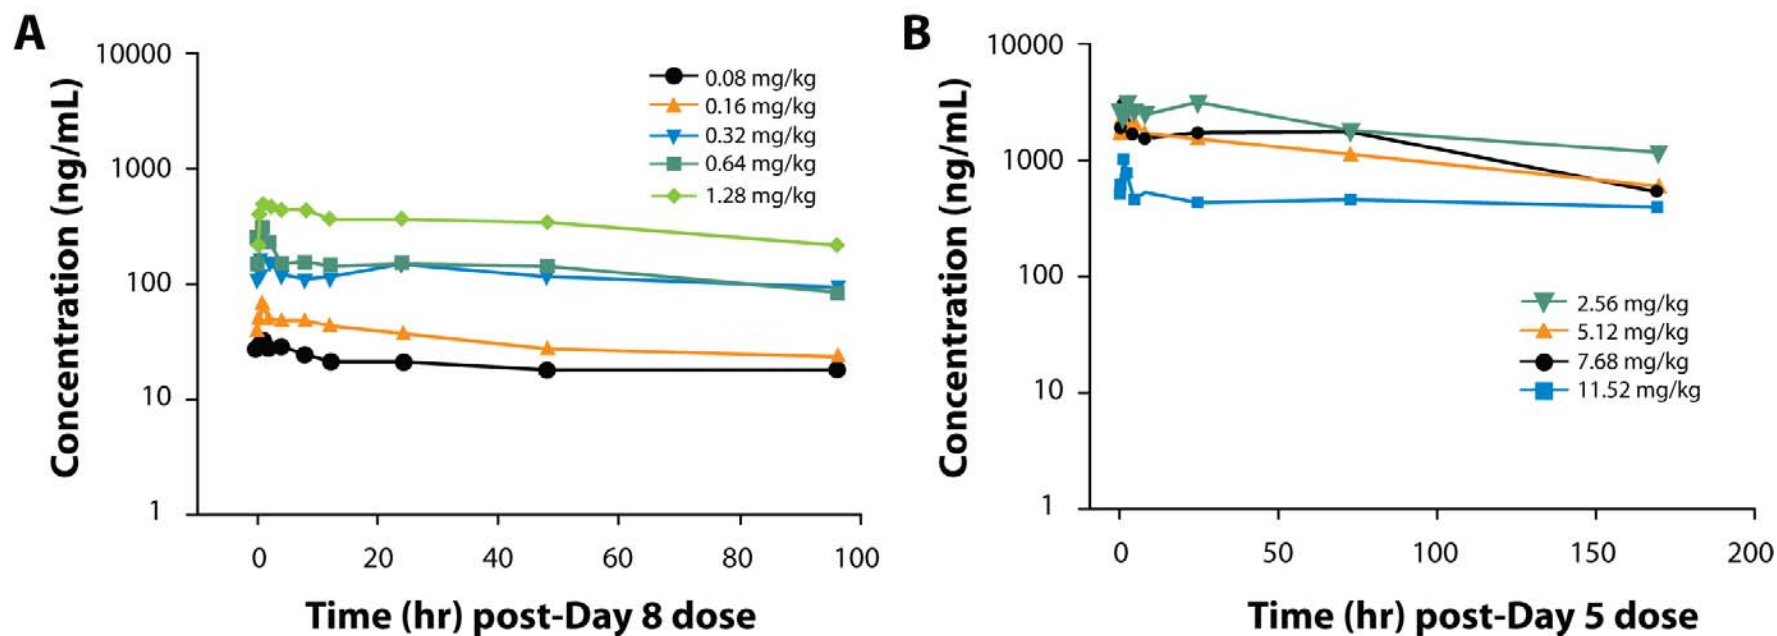 A
Concentration (ng/mL)
10000
1000
100
10
1
0.08 mg/kg
0.16 mg/kg
0.32 mg/kg
0.64 mg/kg
1.28 mg/kg
0 20 40 60 80 100
Time (hr) post-Day 8 dose
B
Concentration (ng/mL)
10000
1000
100
10
1
2.56 mg/kg
5.12 mg/kg
7.68 mg/kg
11.52 mg/kg
0 50 100 150 200
Time (hr) post-Day 5 dose